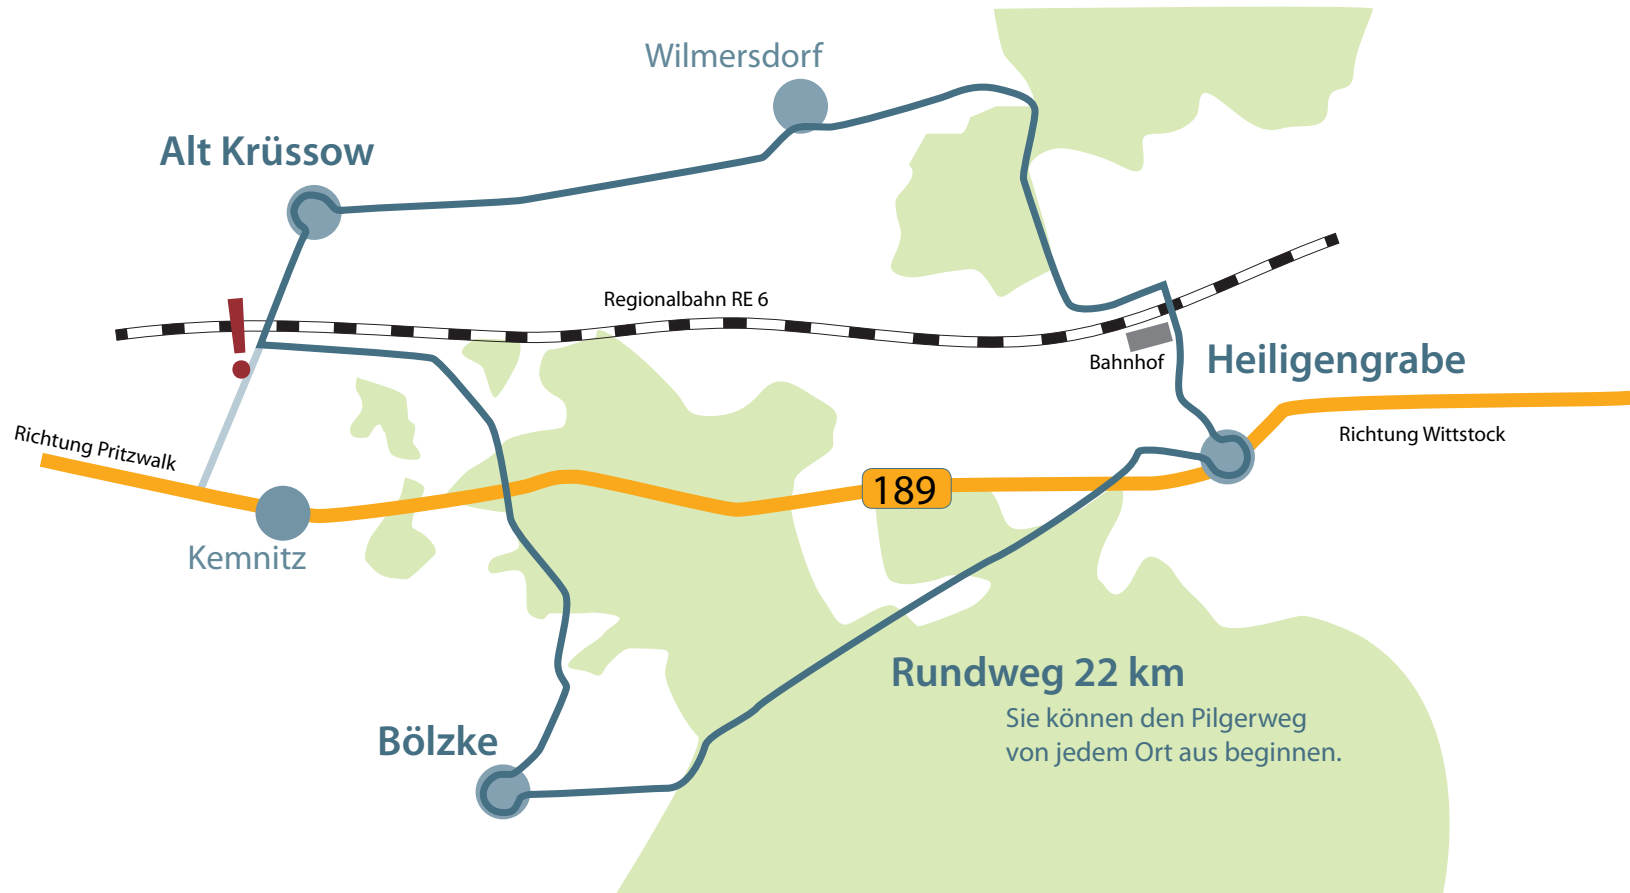 Wilmersdorf
Alt Krüssow
Regionalbahn RE 6
Bahnhof
Heiligengrabe
Richtung Pritzwalk
Richtung Wittstock
189
Kemnitz
Rundweg 22 km
Sie können den Pilgerweg
von jedem Ort aus beginnen.
Bölzke